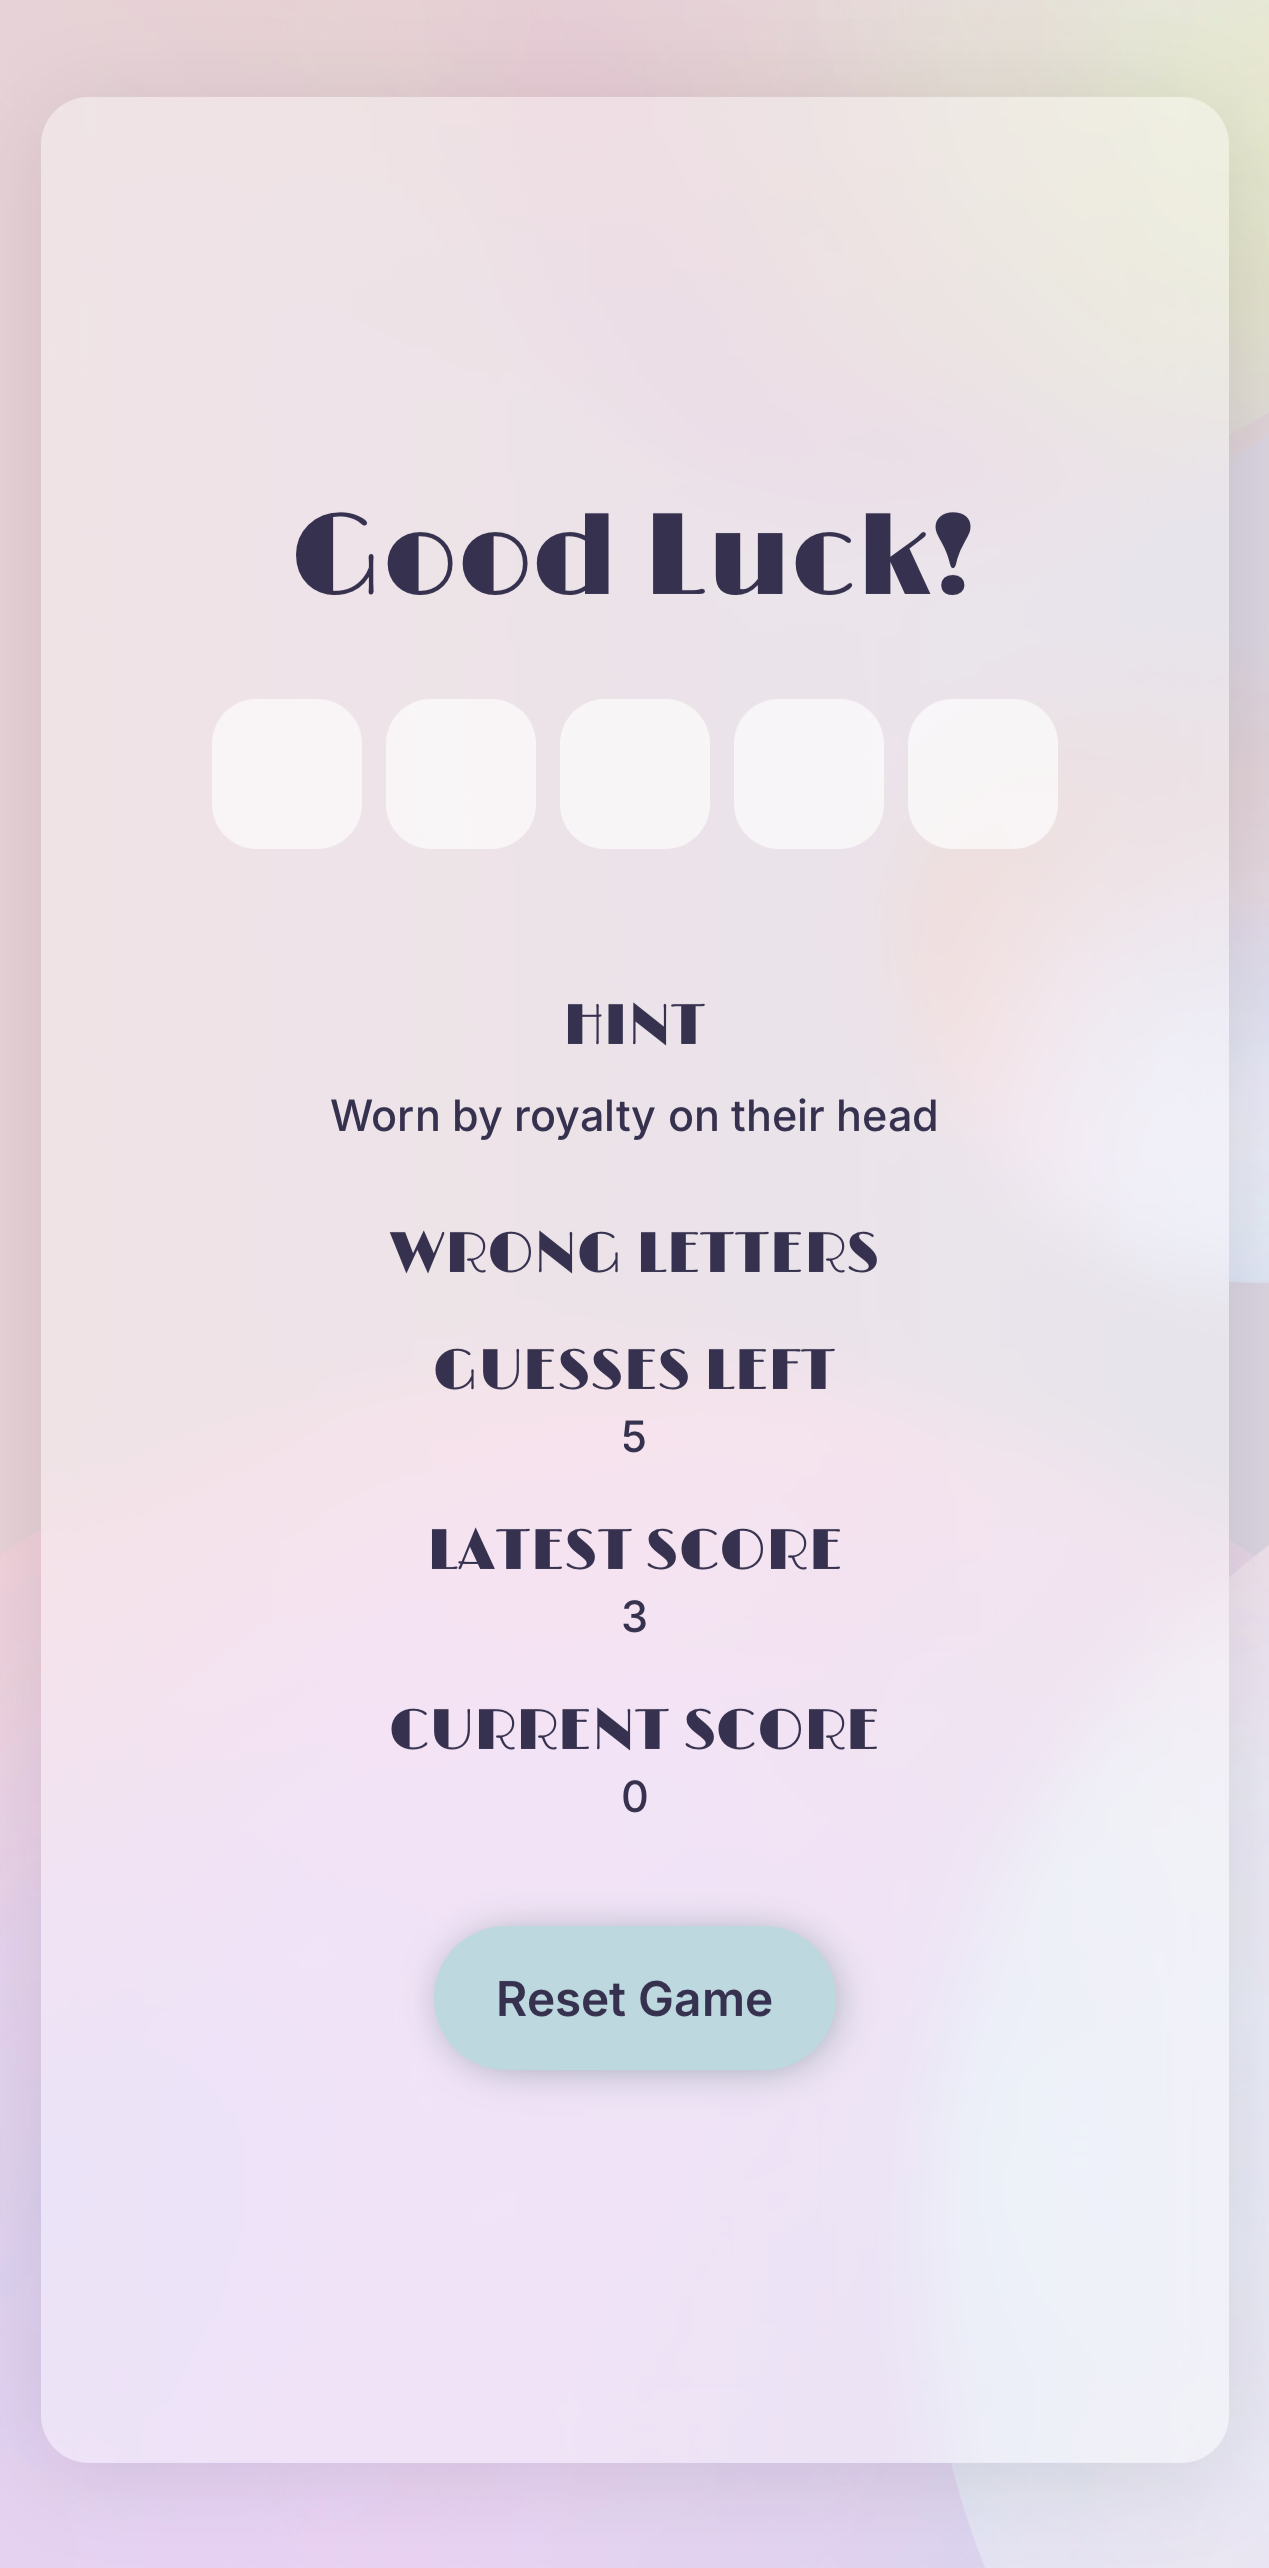 Good Luck!
HINT
Worn by royalty on their head
WRONG LETTERS
GUESSES LEFT
5
LATEST SCORE
3
CURRENT SCORE
0
Reset Game